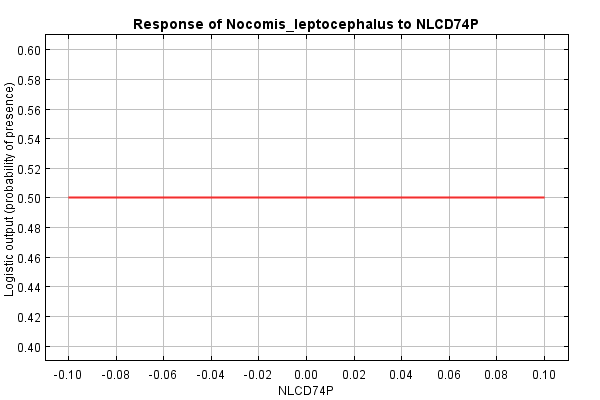 Response of Nocomis_leptocephalus to NLCD74P
Logistic output (probability of presence)
0.60
0.58
0.56
0.54
0.52
0.50
0.48
0.46
0.44
0.42
0.40
-0.10 -0.08 -0.06 -0.04 -0.02 0.00 0.02 0.04 0.06 0.08 0.10
NLCD74P